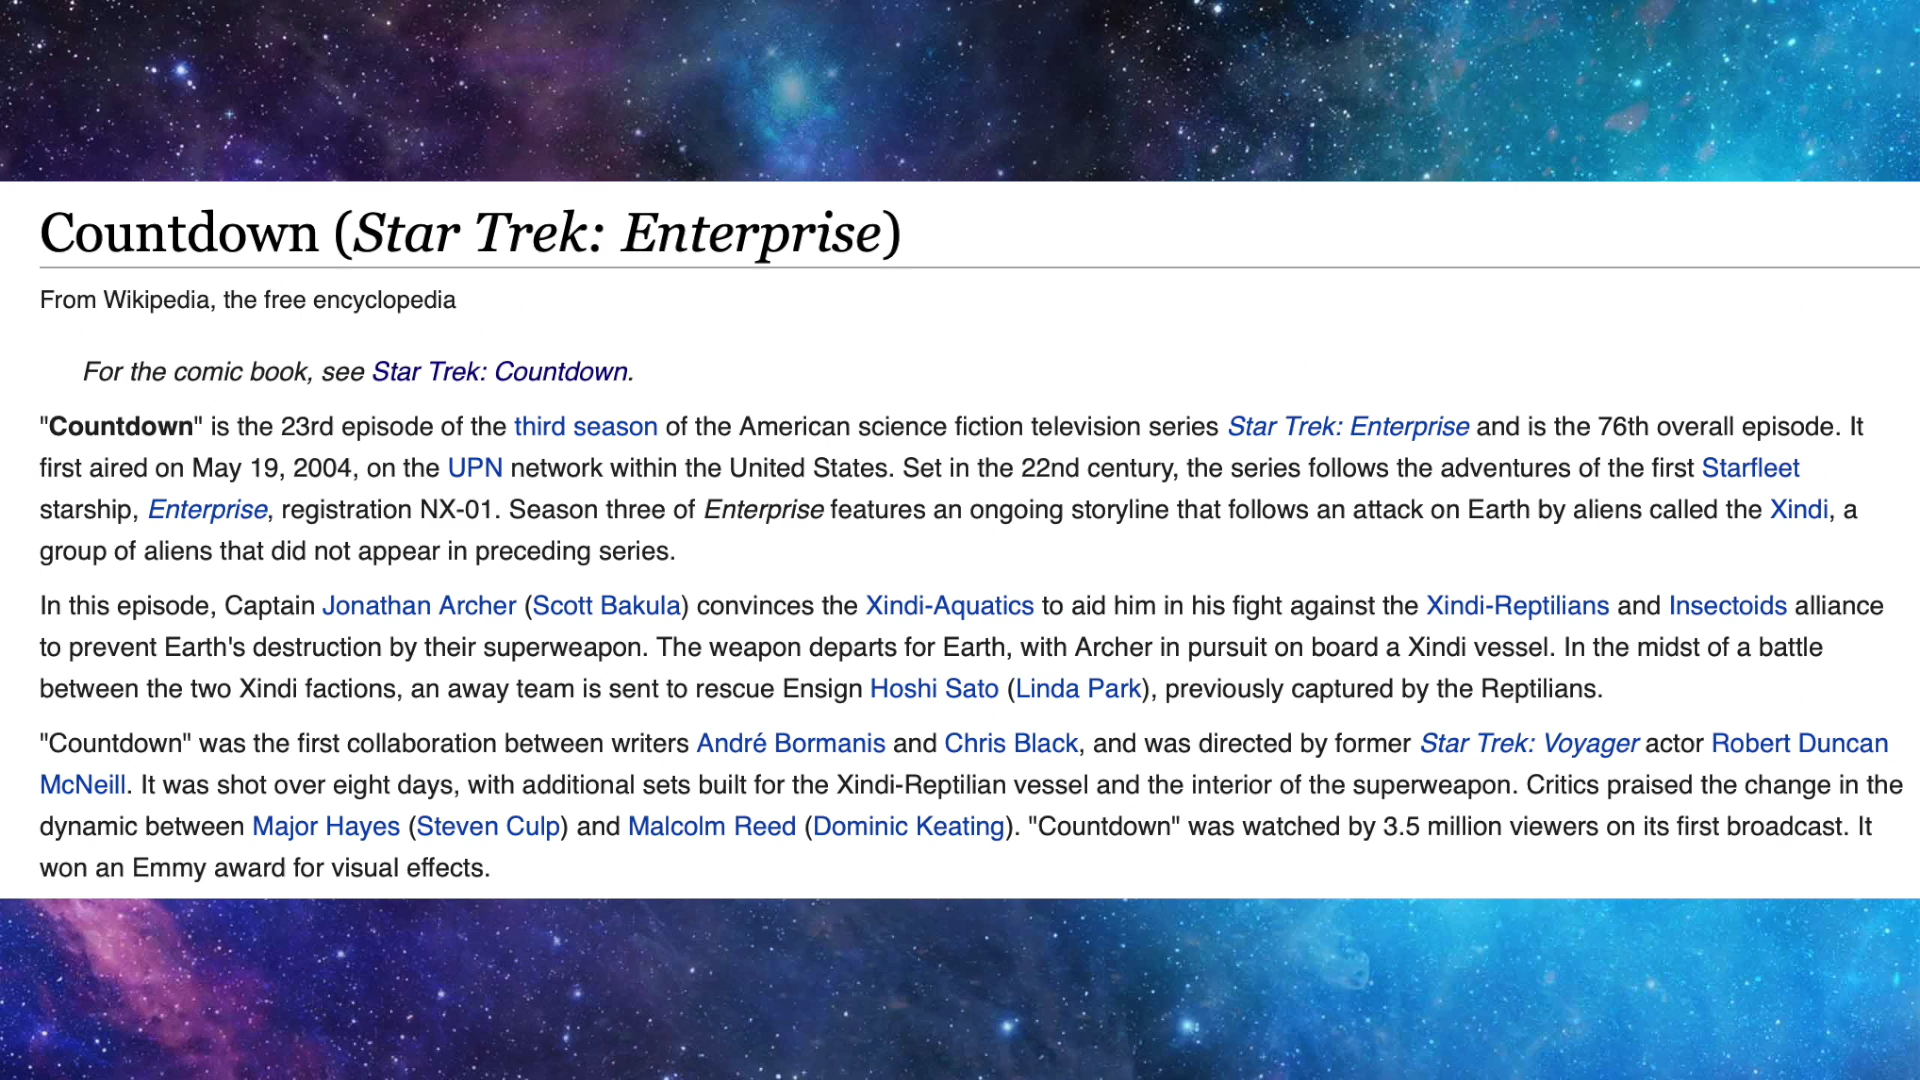 Countdown (Star Trek: Enterprise)
From Wikipedia, the free encyclopedia
For the comic book, see Star Trek: Countdown.
"Countdown" is the 23rd episode of the third season of the American science fiction television series Star Trek: Enterprise and is the 76th overall episode. It
first aired on May 19, 2004, on the UPN network within the United States. Set in the 22nd century, the series follows the adventures of the first Starfleet
starship, Enterprise, registration NX-01. Season three of Enterprise features an ongoing storyline that follows an attack on Earth by aliens called the Xindi, a
group of aliens that did not appear in preceding series.
In this episode, Captain Jonathan Archer (Scott Bakula) convinces the Xindi-Aquatics to aid him in his fight against the Xindi-Reptilians and Insectoids alliance
to prevent Earth's destruction by their superweapon. The weapon departs for Earth, with Archer in pursuit on board a Xindi vessel. In the midst of a battle
between the two Xindi factions, an away team is sent to rescue Ensign Hoshi Sato (Linda Park), previously captured by the Reptilians.
"Countdown" was the first collaboration between writers André Bormanis and Chris Black, and was directed by former Star Trek: Voyager actor Robert Duncan
McNeill. It was shot over eight days, with additional sets built for the Xindi-Reptilian vessel and the interior of the superweapon. Critics praised the change in the
dynamic between Major Hayes (Steven Culp) and Malcolm Reed (Dominic Keating). "Countdown" was watched by 3.5 million viewers on its first broadcast. It
won an Emmy award for visual effects.